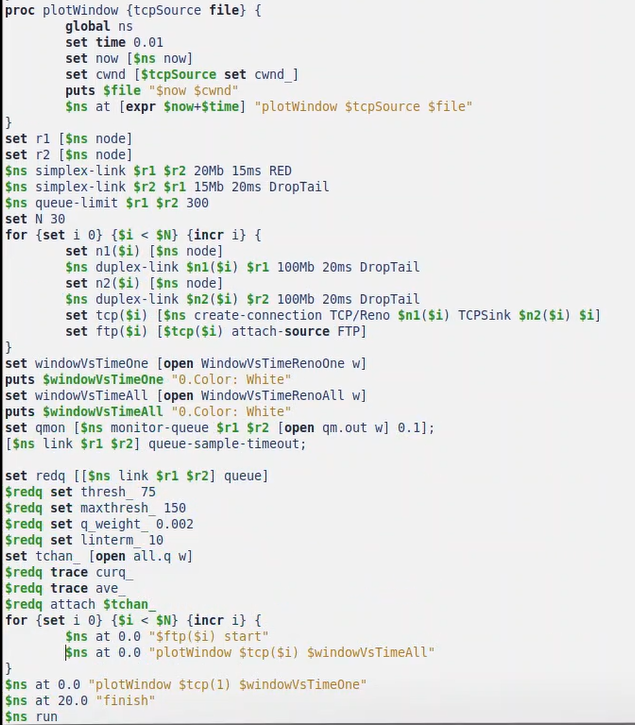 proc plotWindow {tcpSource file} {
        global ns
        set time 0.01
        set now [$ns now]
        set cwnd [$tcpSource set cwnd_]
        puts $file "$now $cwnd"
        $ns at [expr $now+$time] "plotWindow $tcpSource $file"
}
set r1 [$ns node]
set r2 [$ns node]
$ns simplex-link $r1 $r2 20Mb 15ms RED
$ns simplex-link $r2 $r1 15Mb 20ms DropTail
$ns queue-limit $r1 $r2 300
set N 30
for {set i 0} {$i < $N} {incr i} {
        set n1($i) [$ns node]
        $ns duplex-link $n1($i) $r1 100Mb 20ms DropTail
        set n2($i) [$ns node]
        $ns duplex-link $n2($i) $r2 100Mb 20ms DropTail
        set tcp($i) [$ns create-connection TCP/Reno $n1($i) TCPSink $n2($i) $i]
        set ftp($i) [$tcp($i) attach-source FTP]
}
set windowVsTimeOne [open WindowVsTimeRenoOne w]
puts $windowVsTimeOne "0.Color: White"
set windowVsTimeAll [open WindowVsTimeRenoAll w]
puts $windowVsTimeAll "0.Color: White"
set qmon [$ns monitor-queue $r1 $r2 [open qm.out w] 0.1];
[$ns link $r1 $r2] queue-sample-timeout;

set redq [[$ns link $r1 $r2] queue]
$redq set thresh_ 75
$redq set maxthresh_ 150
$redq set q_weight_ 0.002
$redq set linterm_ 10
set tchan_ [open all.q w]
$redq trace curq_
$redq trace ave_
$redq attach $tchan_
for {set i 0} {$i < $N} {incr i} {
        $ns at 0.0 "$ftp($i) start"
        $ns at 0.0 "plotWindow $tcp($i) $windowVsTimeAll"
}
$ns at 0.0 "plotWindow $tcp(1) $windowVsTimeOne"
$ns at 20.0 "finish"
$ns run